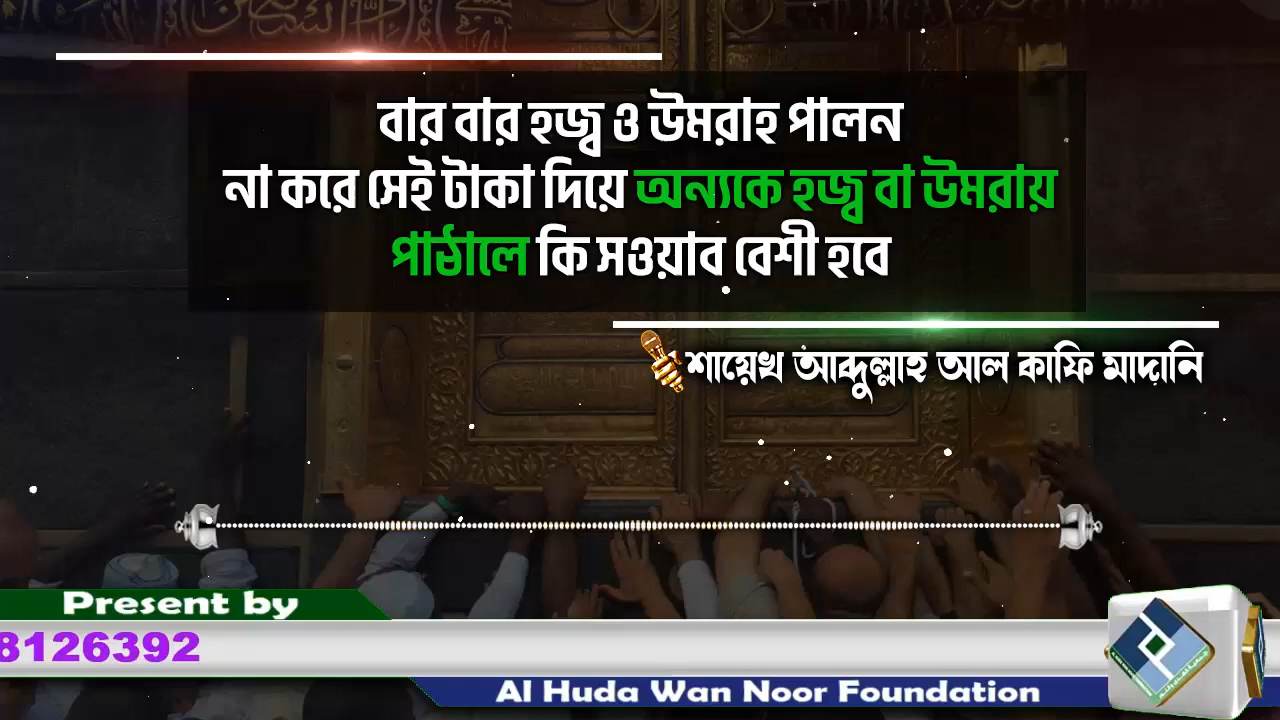 বার বার হজ্ব ও উমরাহ পালন
না করে সেই টাকা দিয়ে অন্যকে হজ্ব বা উমরায়
পাঠালে কি সওয়াব বেশী হবে
শায়েখ আব্দুল্লাহ আল কাফি মাদানি
Present by
8126392
Al Huda Wan Noor Foundation